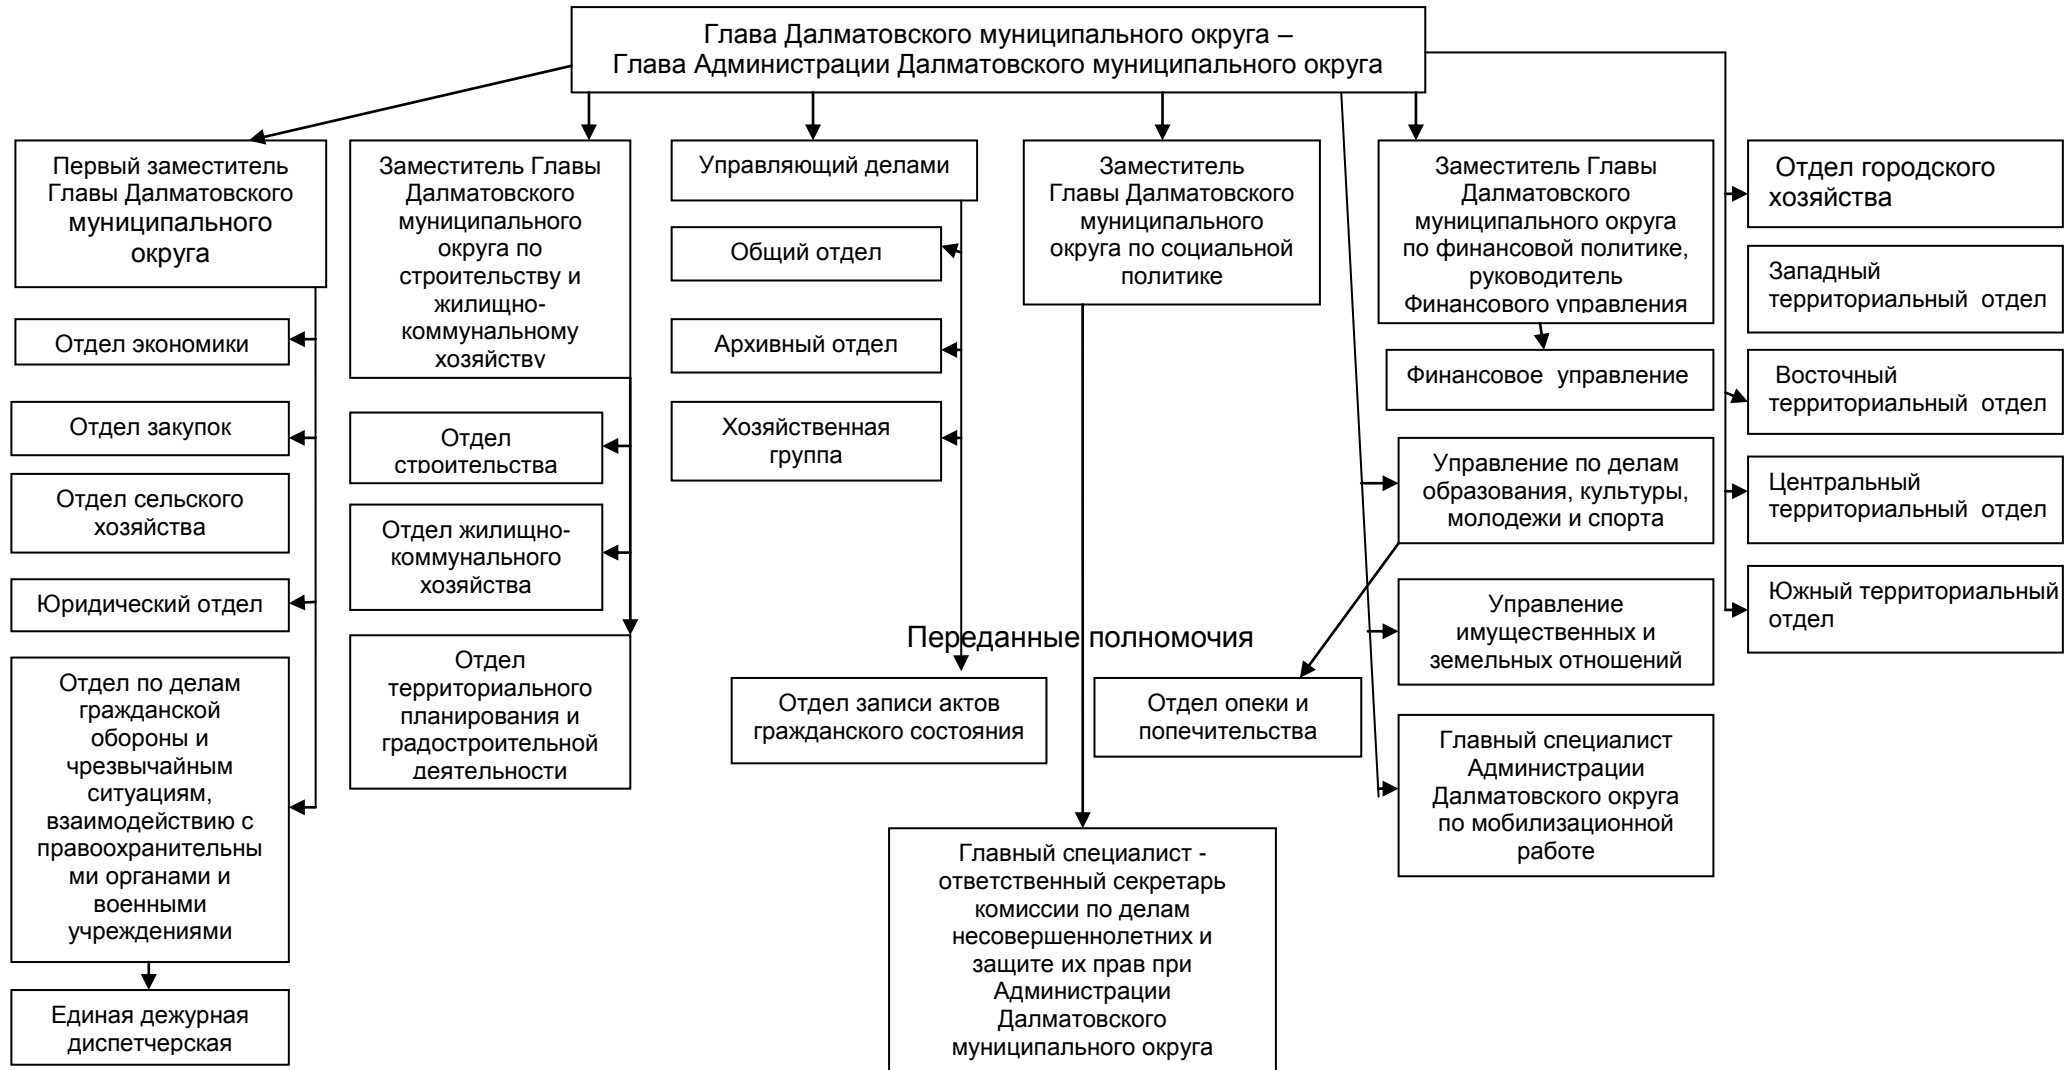 Глава Далматовского муниципального округа –
Глава Администрации Далматовского муниципального округа
Первый заместитель
Главы Далматовского
муниципального
округа
Отдел экономики
Отдел закупок
Отдел сельского
хозяйства
Юридический отдел
Отдел по делам
гражданской
обороны и
чрезвычайным
ситуациям,
взаимодействию с
правоохранительны
ми органами и
военными
учреждениями
Единая дежурная
диспетчерская
Заместитель Главы
Далматовского
муниципального
округа по
строительству и
жилищно-
коммунальному
хозяйству
Отдел
строительства
Отдел жилищно-
коммунального
хозяйства
Отдел
территориального
планирования и
градостроительной
деятельности
Управляющий делами
Общий отдел
Архивный отдел
Хозяйственная
группа
Заместитель
Главы Далматовского
муниципального
округа по социальной
политике
Переданные полномочия
Отдел записи актов
гражданского состояния
Отдел опеки и
попечительства
Главный специалист -
ответственный секретарь
комиссии по делам
несовершеннолетних и
защите их прав при
Администрации
Далматовского
муниципального округа
Заместитель Главы
Далматовского
муниципального округа
по финансовой политике,
руководитель
Финансового управления
Финансовое управление
Управление по делам
образования, культуры,
молодежи и спорта
Управление
имущественных и
земельных отношений
Главный специалист
Администрации
Далматовского округа
по мобилизационной
работе
Отдел городского
хозяйства
Западный
территориальный отдел
Восточный
территориальный отдел
Центральный
территориальный отдел
Южный территориальный
отдел